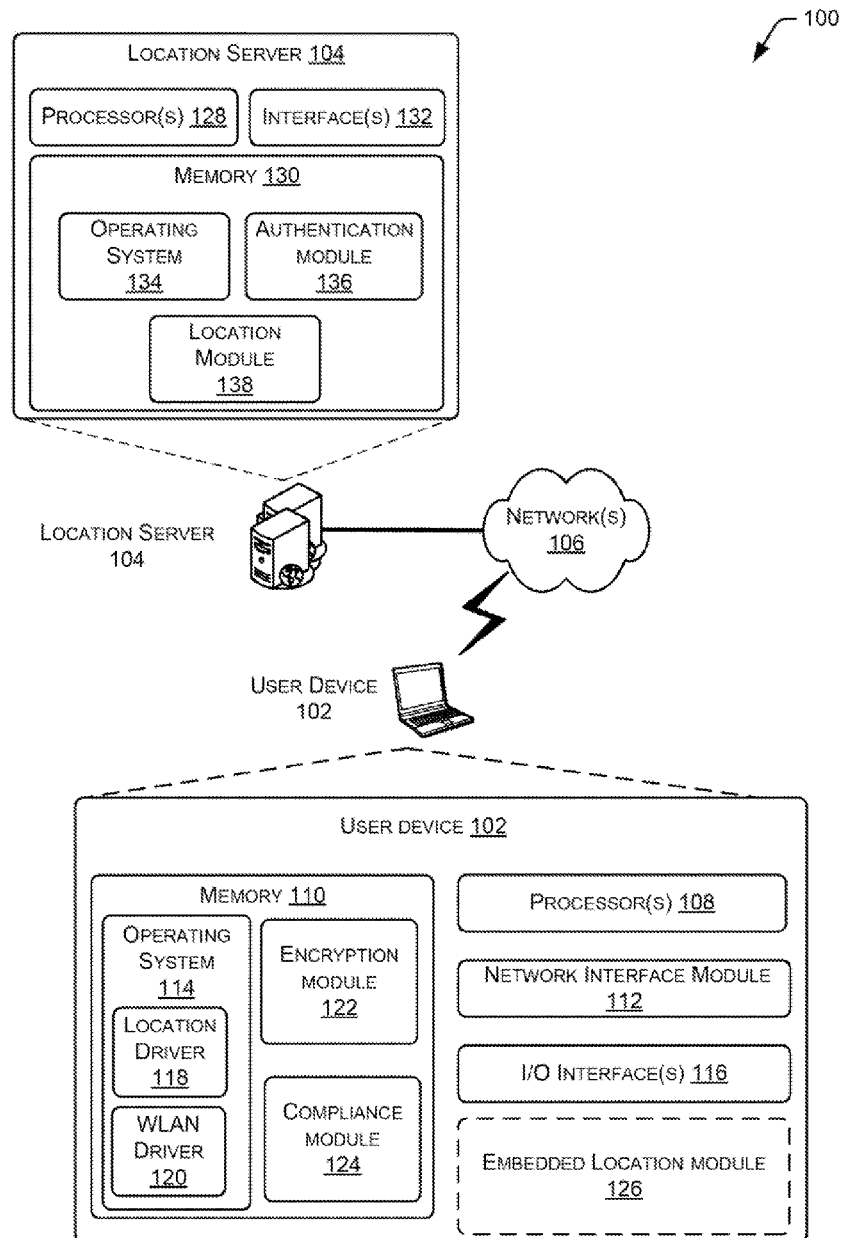 100
LOCATION SERVER 104
PROCESSOR(S) 128
INTERFACE(S) 132
MEMORY 130
OPERATING
SYSTEM
134
AUTHENTICATION
MODULE
136
LOCATION
MODULE
138
LOCATION SERVER
104
NETWORK(S)
106
USER DEVICE
102
USER DEVICE 102
MEMORY 110
OPERATING
SYSTEM
114
LOCATION
DRIVER
118
WLAN
DRIVER
120
ENCRYPTION
MODULE
122
COMPLIANCE
MODULE
124
PROCESSOR(S) 108
NETWORK INTERFACE MODULE
112
I/O INTERFACE(S) 116
EMBEDDED LOCATION MODULE
126